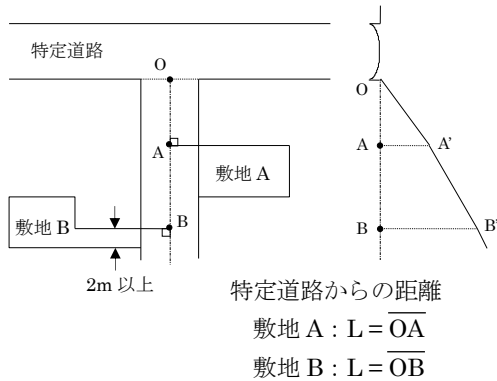 特定道路
O
A
敷地 A
敷地 B
B
2m 以上
O
A
A'
B
B'
特定道路からの距離
敷地 A : L = OA
敷地 B : L = OB